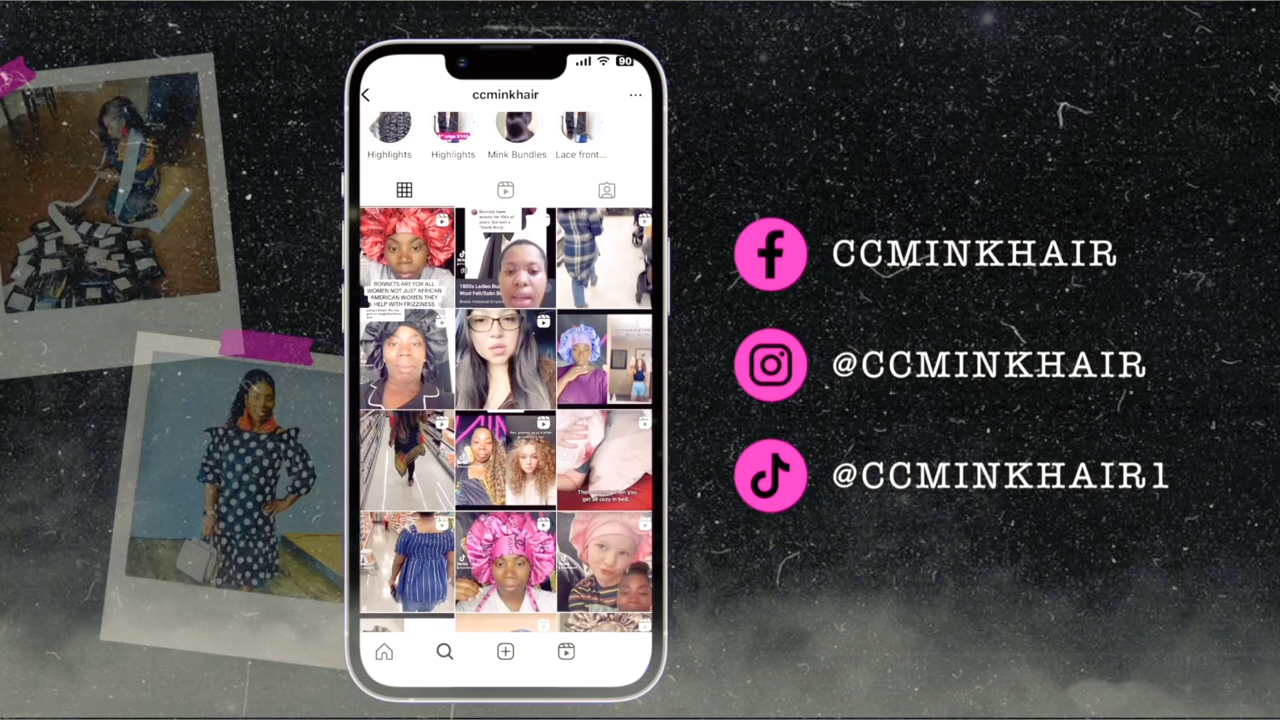 90
ccminkhair
Highlights
Highlights
Mink Bundles
Lace front...
BONNETS ARE FOR ALL
WOMEN NOT JUST AFRICAN
AMERICAN WOMEN THEY
HELP WITH FRIZZINESS
CCMINKHAIR
@CCMINKHAIR
@CCMINKHAIR1